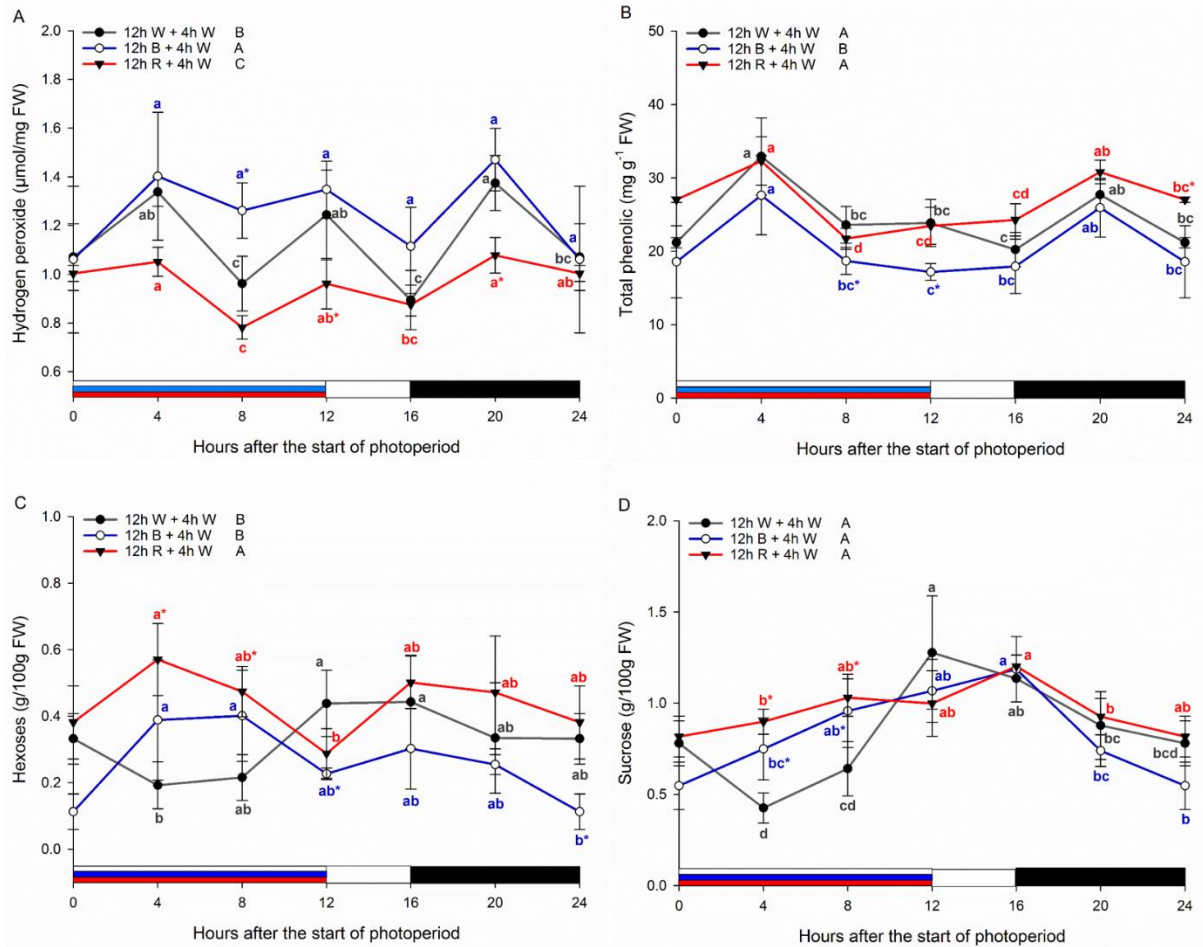 A
Hydrogen peroxide (µmol/mg FW)
2.0
1.8
1.6
1.4
1.2
1.0
0.8
0.6
12h W + 4h W B
12h B + 4h W A
12h R + 4h W C
a
a*
a
a
a
a
ab
c
ab
c
a
bc
a
c
ab*
bc
a*
ab
0 4 8 12 16 20 24
Hours after the start of photoperiod
B
Total phenolic (mg g⁻¹ FW)
50
40
30
20
10
0
12h W + 4h W A
12h B + 4h W B
12h R + 4h W A
a
a
a
bc
d
bc*
bc
cd
c*
cd
c
bc
ab
ab
ab
bc*
bc
bc
0 4 8 12 16 20 24
Hours after the start of photoperiod
C
Hexoses (g/100g FW)
1.0
0.8
0.6
0.4
0.2
0.0
12h W + 4h W B
12h B + 4h W B
12h R + 4h W A
a*
a
b
ab*
a
ab
a
b
ab*
ab
a
ab
ab
ab
ab
ab
ab
b*
0 4 8 12 16 20 24
Hours after the start of photoperiod
D
Sucrose (g/100g FW)
2.0
1.5
1.0
0.5
0.0
12h W + 4h W A
12h B + 4h W A
12h R + 4h W A
b*
bc*
d
ab*
ab*
cd
a
ab
ab
a
a
ab
b
bc
bc
ab
bcd
b
0 4 8 12 16 20 24
Hours after the start of photoperiod